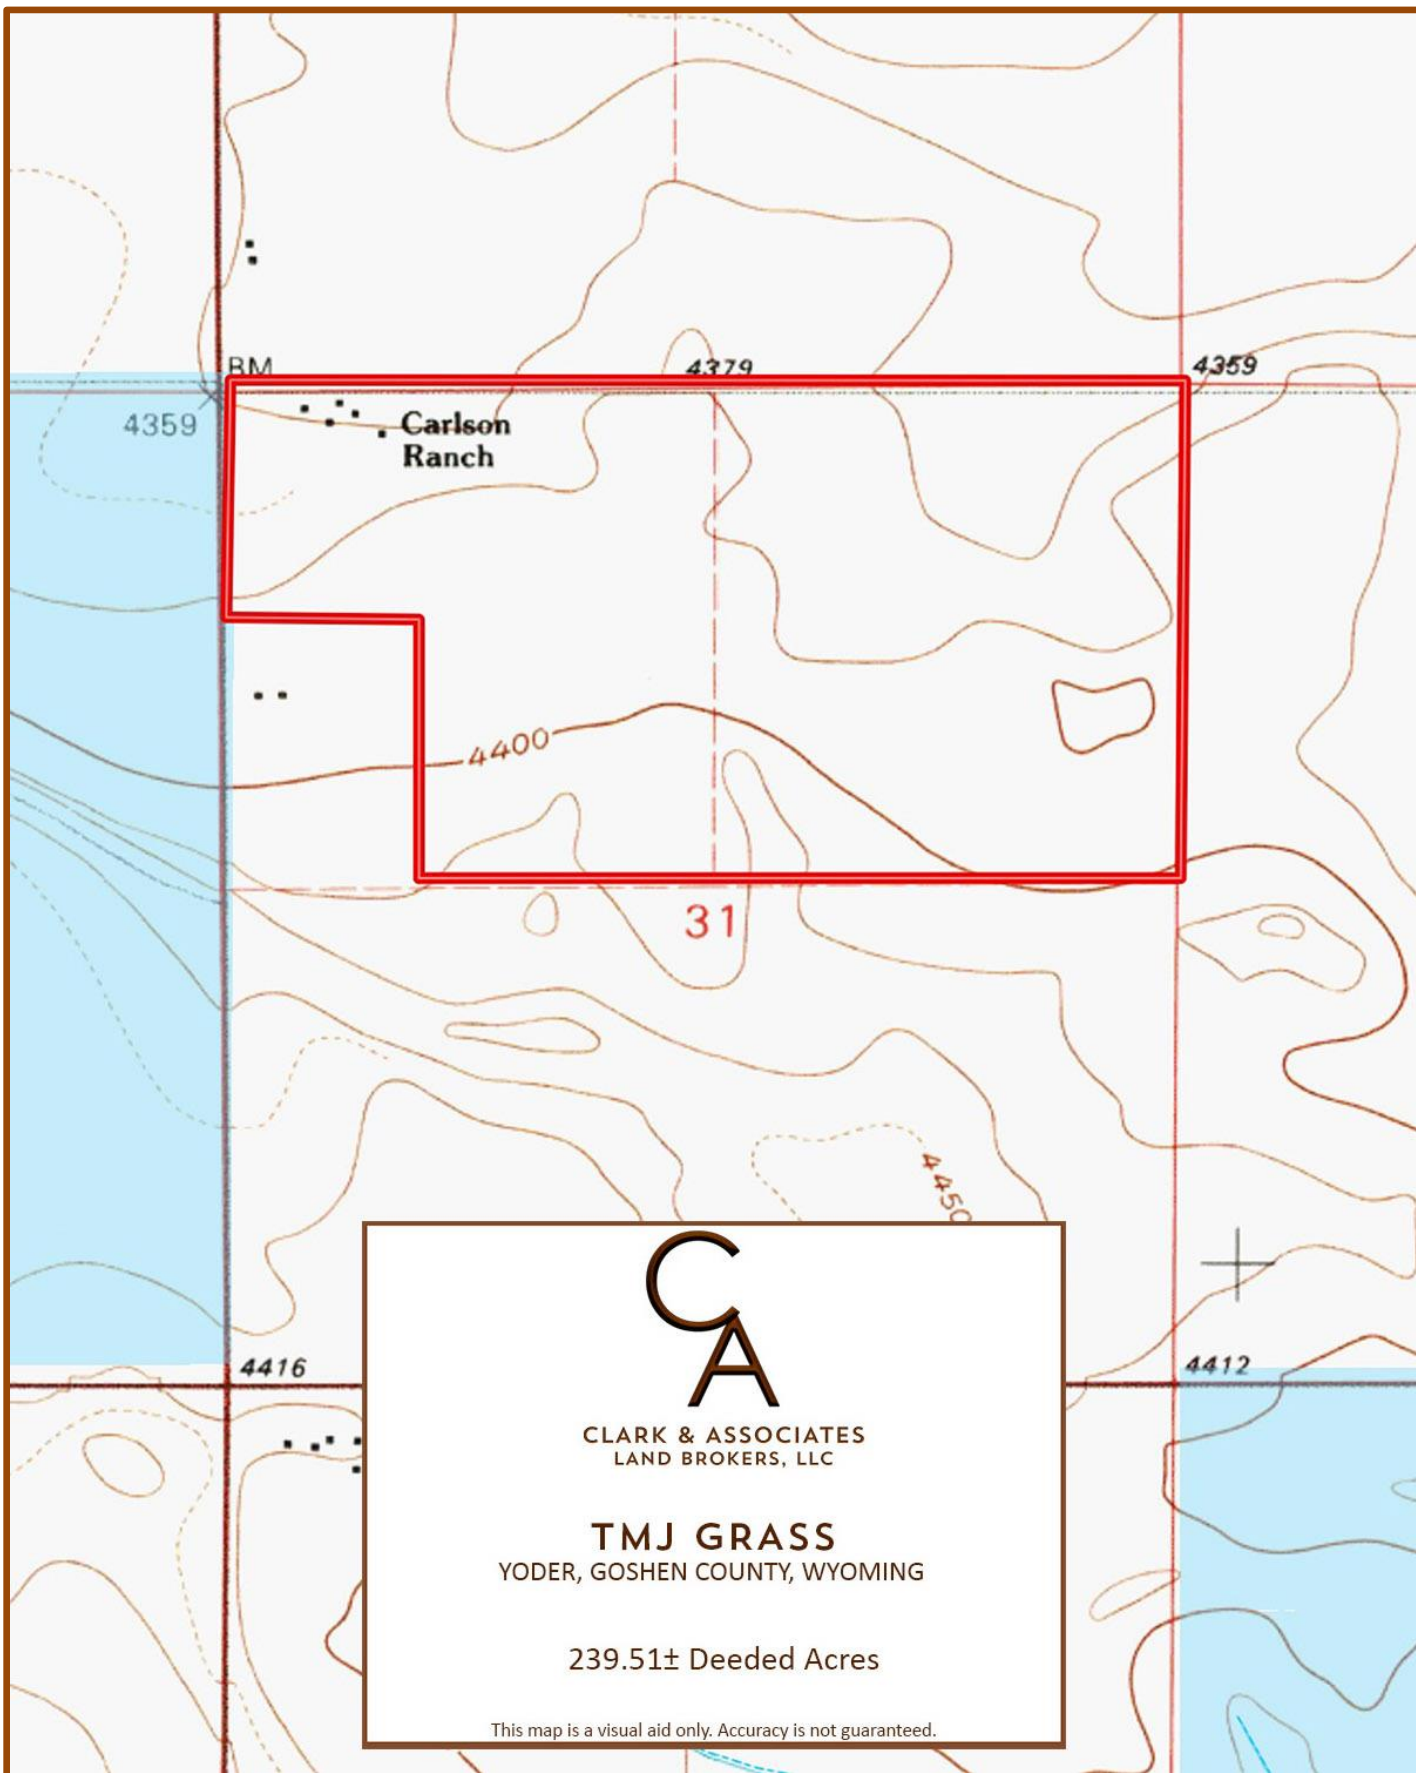 BM
4379
4359
4359
Carlson
Ranch
4400
31
4450
4416
4412
CA
CLARK & ASSOCIATES
LAND BROKERS, LLC
TMJ GRASS
YODER, GOSHEN COUNTY, WYOMING
239.51± Deeded Acres
This map is a visual aid only. Accuracy is not guaranteed.